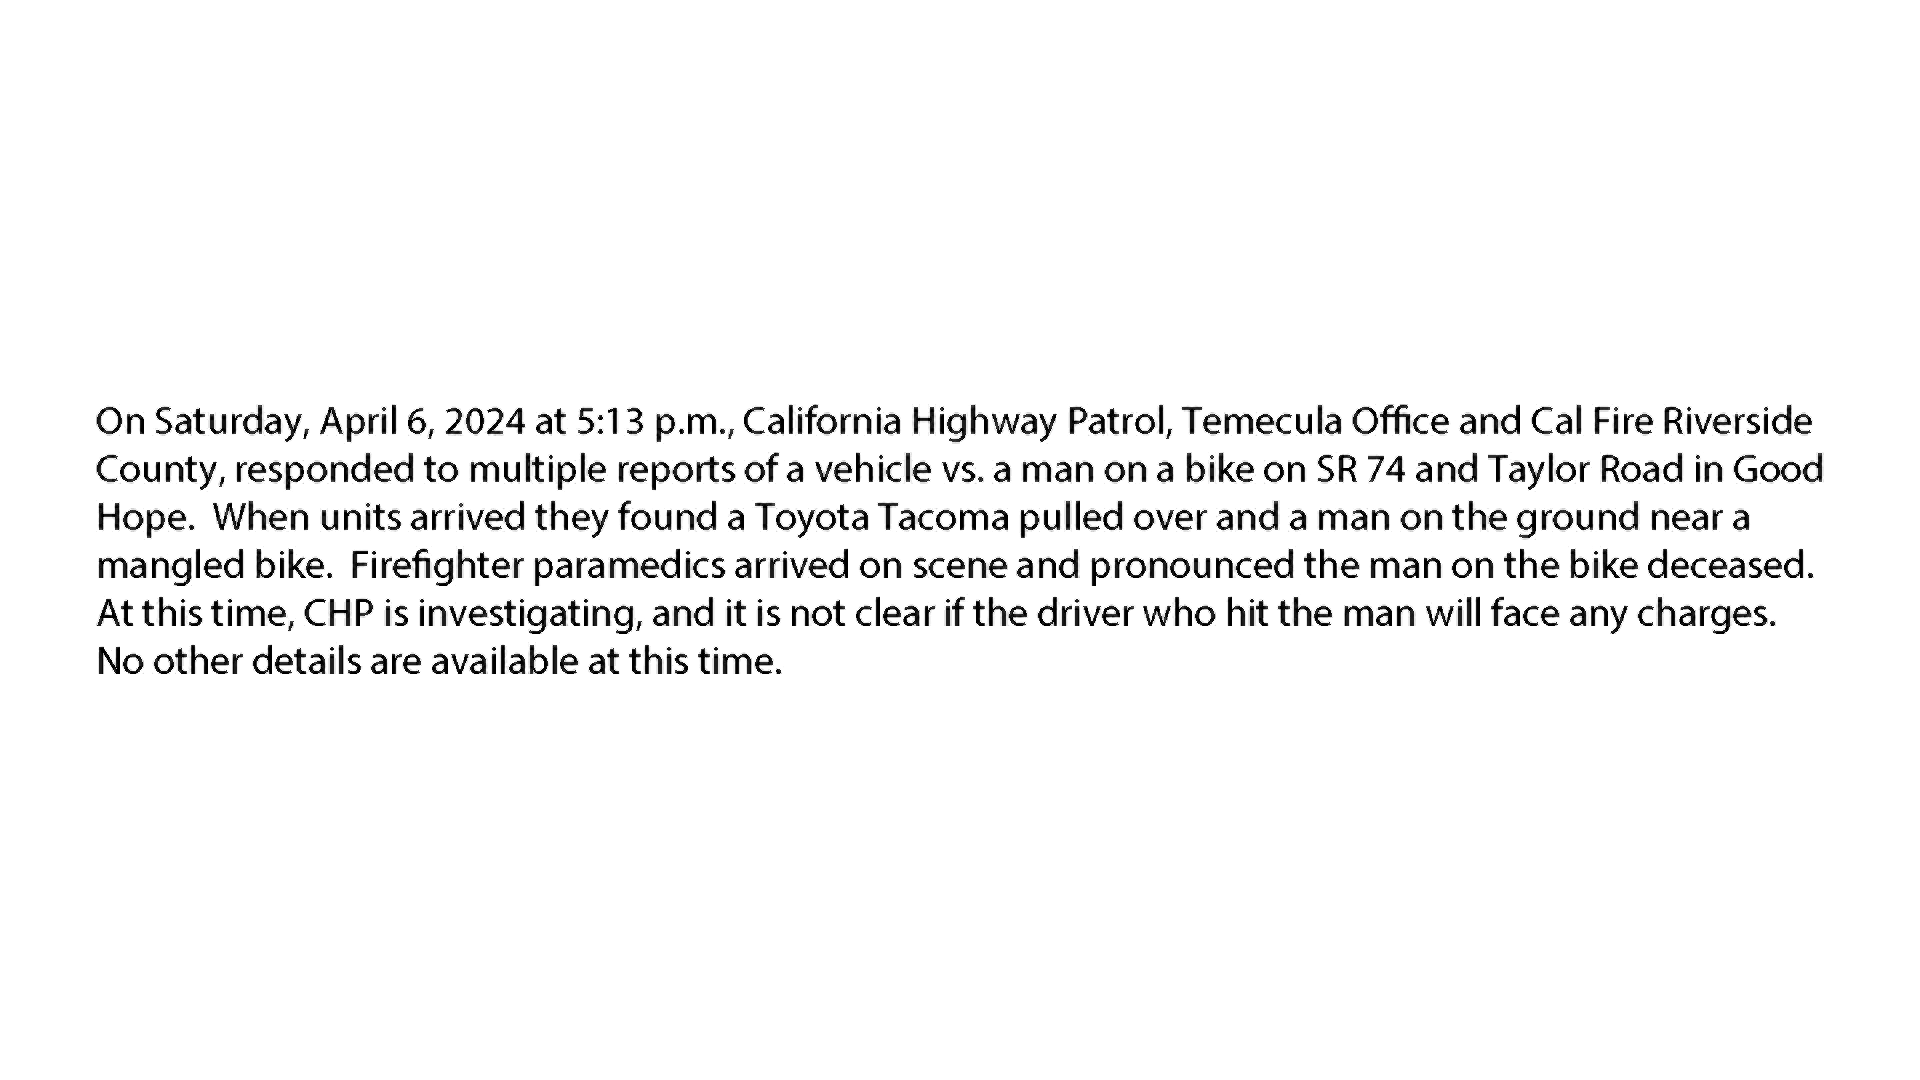 On Saturday, April 6, 2024 at 5:13 p.m., California Highway Patrol, Temecula Office and Cal Fire Riverside
County, responded to multiple reports of a vehicle vs. a man on a bike on SR 74 and Taylor Road in Good
Hope.  When units arrived they found a Toyota Tacoma pulled over and a man on the ground near a
mangled bike.  Firefighter paramedics arrived on scene and pronounced the man on the bike deceased.
At this time, CHP is investigating, and it is not clear if the driver who hit the man will face any charges.
No other details are available at this time.